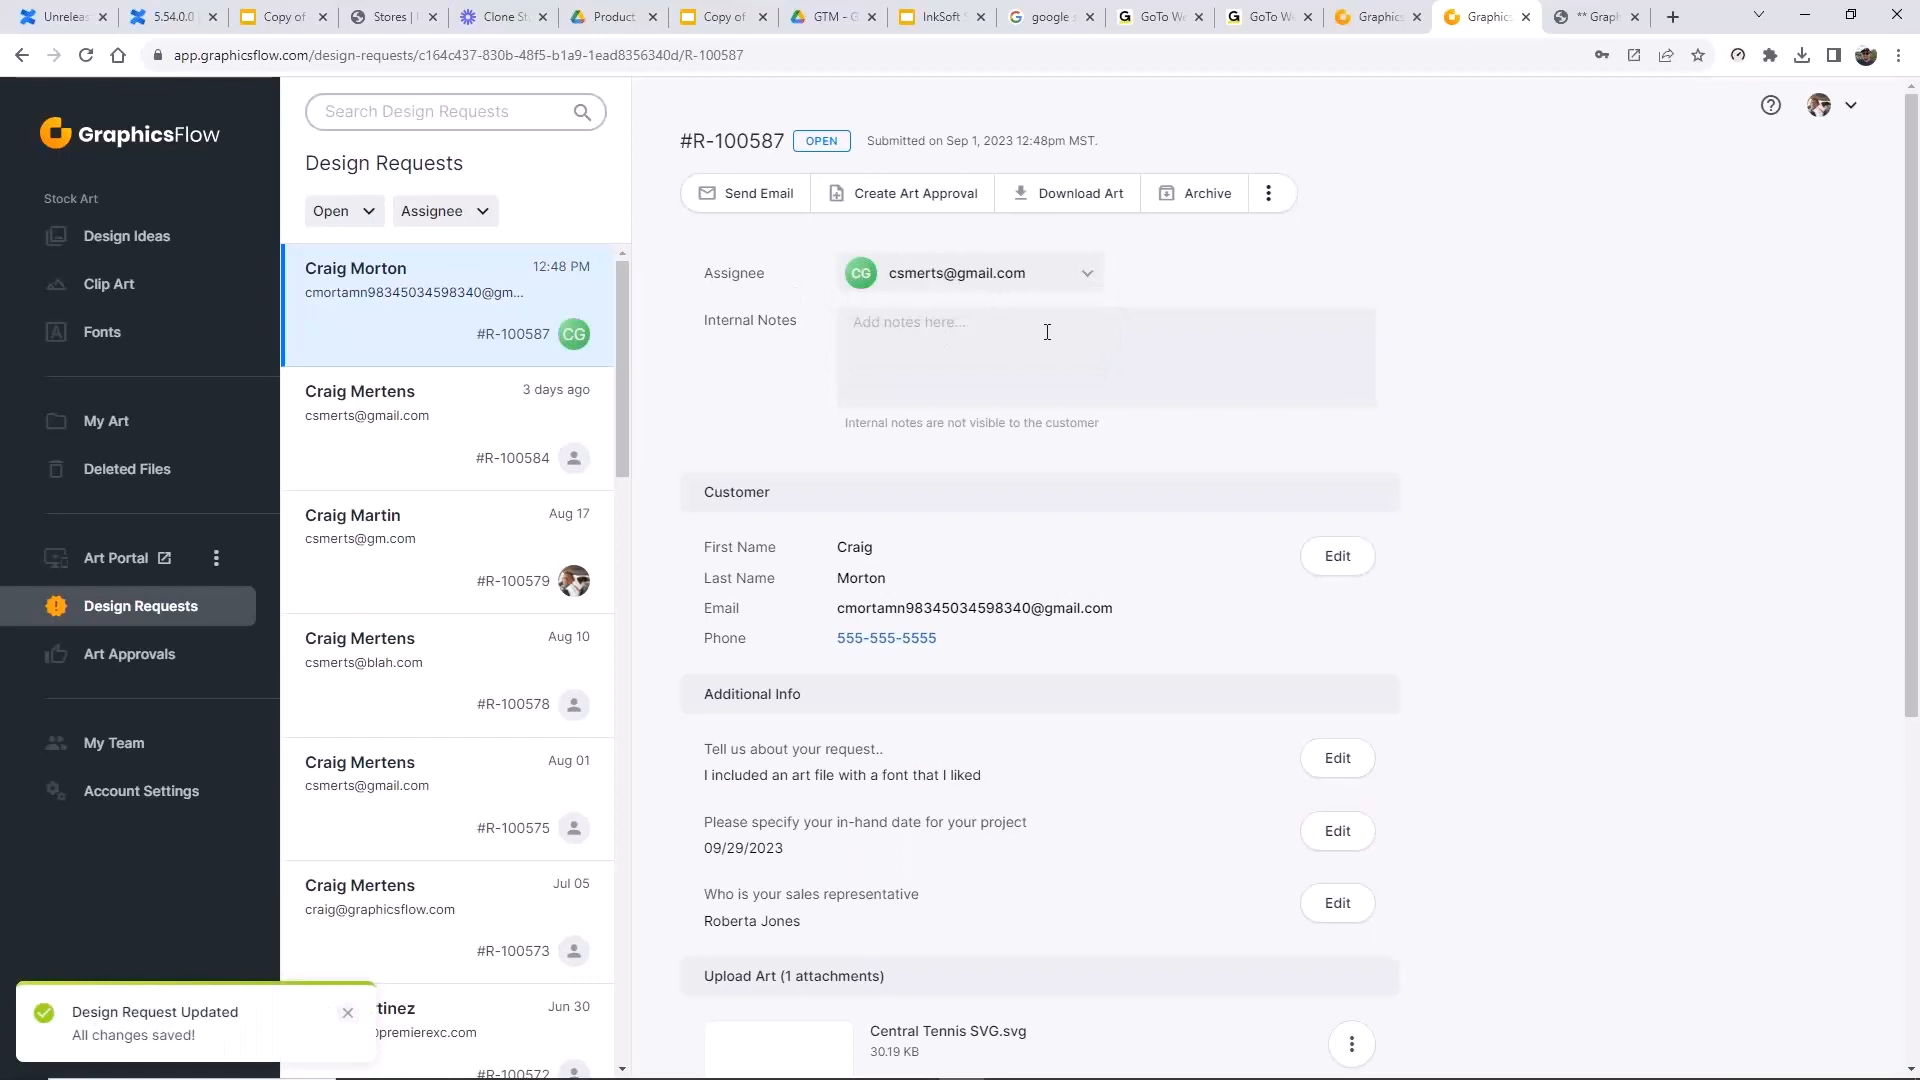 Unreleas
5.54.0.0
Copy of
Stores |
Clone St
Product
Copy of
GTM - G
InkSoft
google s
GoTo We
GoTo We
Graphics
Graphics
** Graph
app.graphicsflow.com/design-requests/c164c437-830b-48f5-b1a9-1ead8356340d/R-100587
GraphicsFlow
Stock Art
Design Ideas
Clip Art
Fonts
My Art
Deleted Files
Art Portal
Design Requests
Art Approvals
My Team
Account Settings
Design Request Updated
All changes saved!
Search Design Requests
Design Requests
Open
Assignee
Craig Morton 12:48 PM
cmortamn98345034598340@gm...
#R-100587 CG
Craig Mertens 3 days ago
csmerts@gmail.com
#R-100584
Craig Martin Aug 17
csmerts@gm.com
#R-100579
Craig Mertens Aug 10
csmerts@blah.com
#R-100578
Craig Mertens Aug 01
csmerts@gmail.com
#R-100575
Craig Mertens Jul 05
craig@graphicsflow.com
#R-100573
tinez Jun 30
premierexc.com
#R-100572
#R-100587 OPEN Submitted on Sep 1, 2023 12:48pm MST.
Send Email
Create Art Approval
Download Art
Archive
Assignee CG csmerts@gmail.com
Internal Notes Add notes here...
Internal notes are not visible to the customer
Customer
First Name Craig
Last Name Morton
Email cmortamn98345034598340@gmail.com
Phone 555-555-5555
Edit
Additional Info
Tell us about your request..
I included an art file with a font that I liked
Edit
Please specify your in-hand date for your project
09/29/2023
Edit
Who is your sales representative
Roberta Jones
Edit
Upload Art (1 attachments)
Central Tennis SVG.svg
30.19 KB